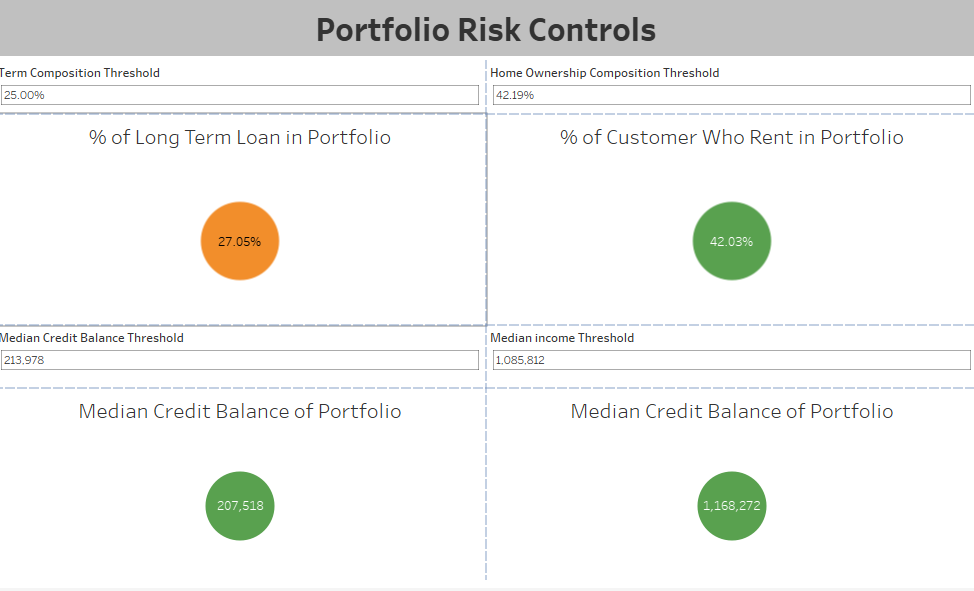 Portfolio Risk Controls
Term Composition Threshold
25.00%
Home Ownership Composition Threshold
42.19%
% of Long Term Loan in Portfolio
27.05%
% of Customer Who Rent in Portfolio
42.03%
Median Credit Balance Threshold
213,978
Median income Threshold
1,085,812
Median Credit Balance of Portfolio
207,518
Median Credit Balance of Portfolio
1,168,272